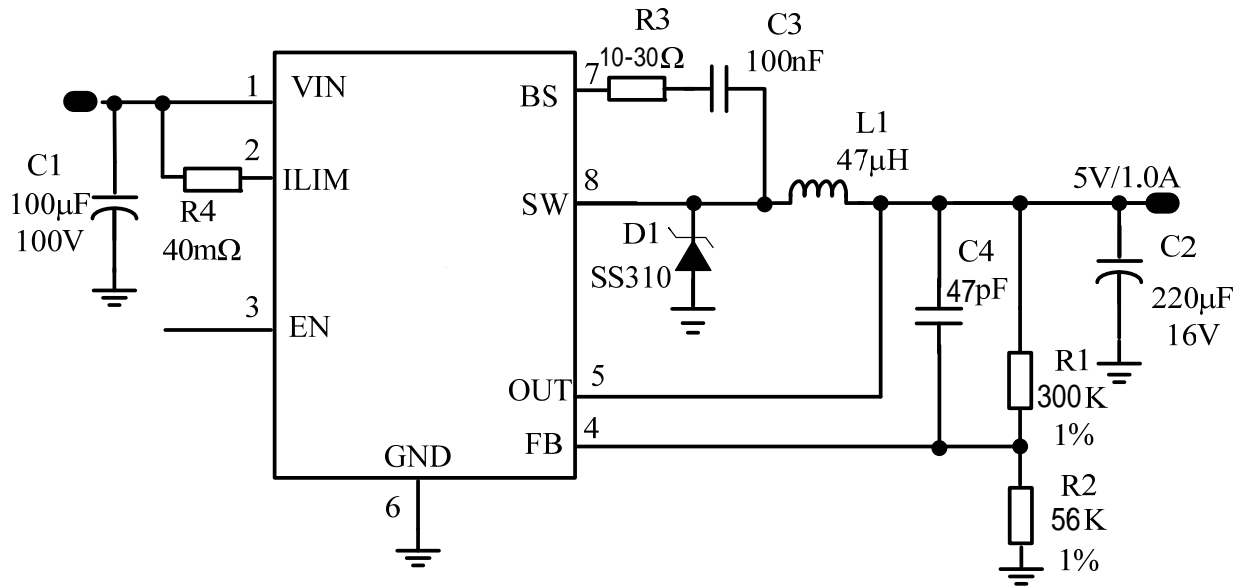 R3
10-30Ω
C3
100nF
1
VIN
7
BS
2
ILIM
C1
100µF
100V
R4
40mΩ
L1
47µH
8
SW
5V/1.0A
D1
SS310
C4
47pF
C2
220µF
16V
3
EN
OUT
5
R1
300K
1%
FB
4
GND
6
R2
56K
1%